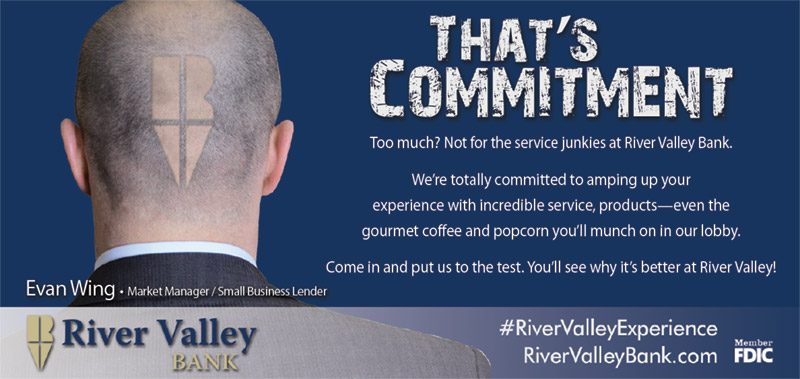 THAT'S
COMMITMENT
Too much? Not for the service junkies at River Valley Bank.
We're totally committed to amping up your
experience with incredible service, products—even the
gourmet coffee and popcorn you'll munch on in our lobby.
Come in and put us to the test. You'll see why it's better at River Valley!
Evan Wing • Market Manager / Small Business Lender
River Valley
BANK
#RiverValleyExperience
RiverValleyBank.com
Member
FDIC